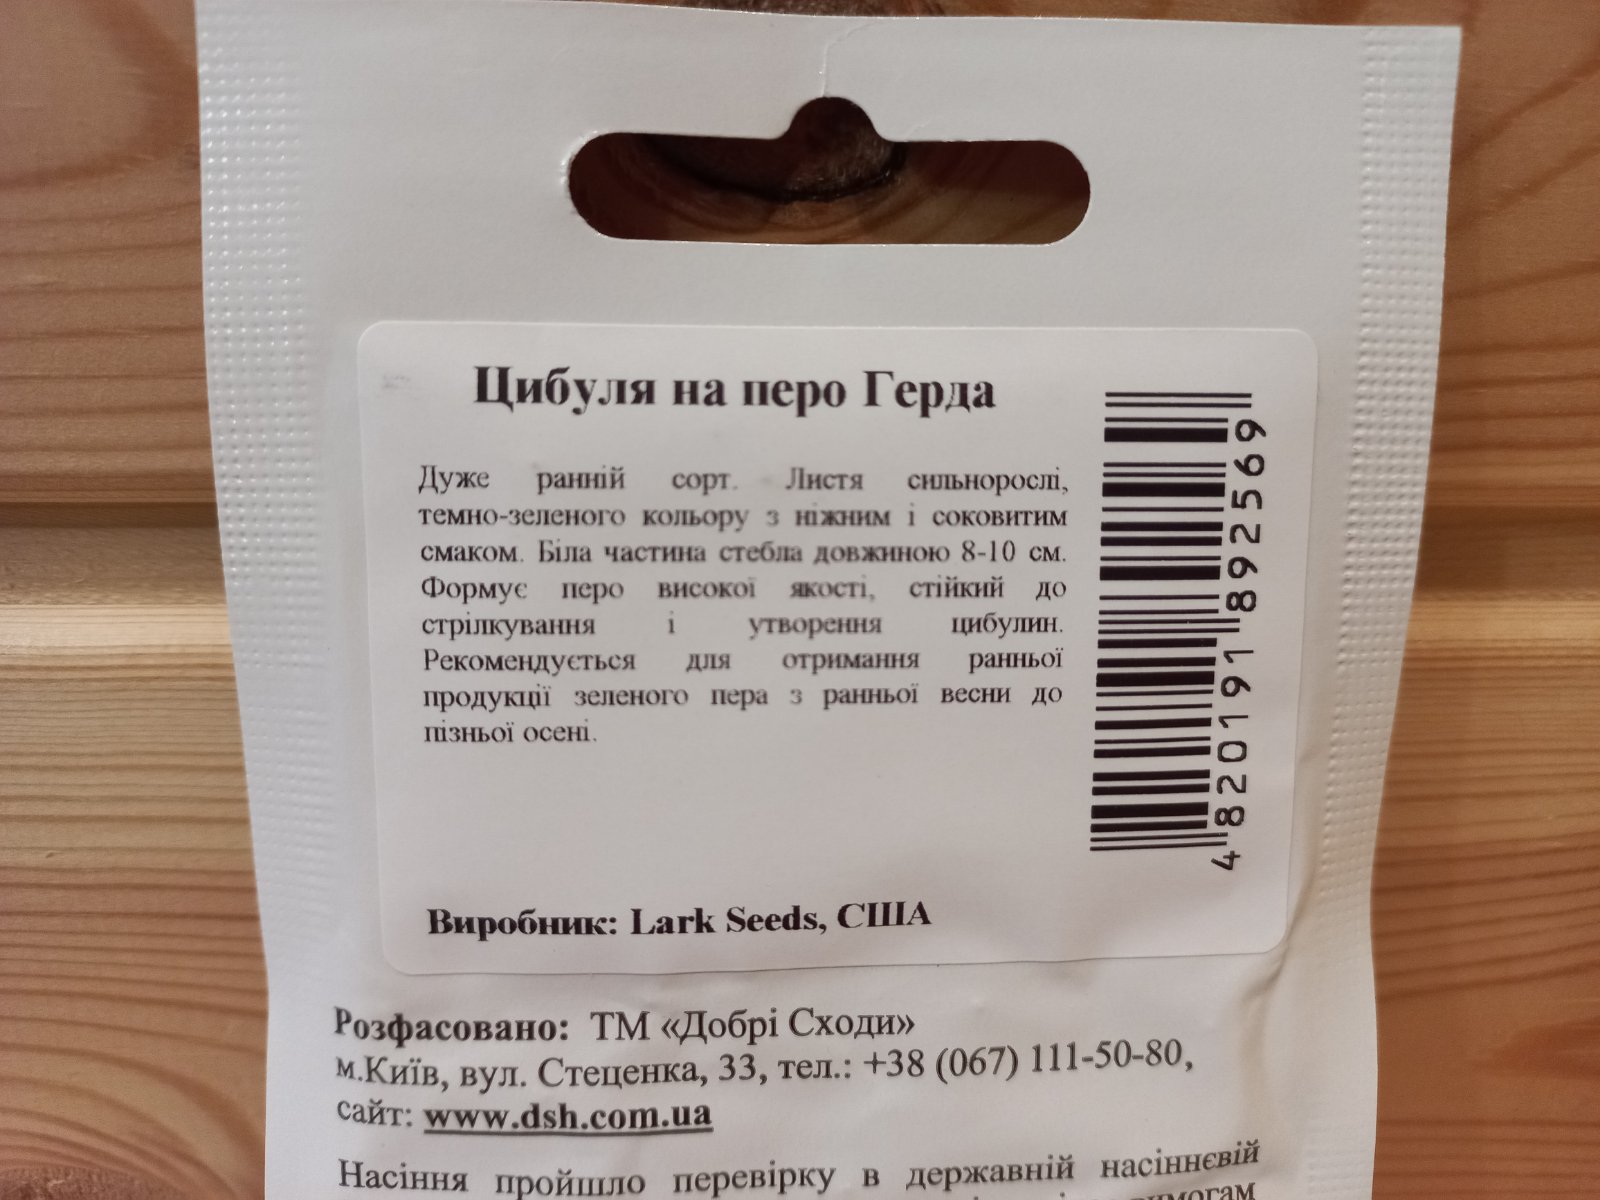 Цибуля на перо Герда
Дуже ранній сорт. Листя сильнорослі,
темно-зеленого кольору з ніжним і соковитим
смаком. Біла частина стебла довжиною 8-10 см.
Формує перо високої якості, стійкий до
стрілкування і утворення цибулин.
Рекомендується для отримання ранньої
продукції зеленого пера з ранньої весни до
пізньої осені.
4820191892569
Виробник: Lark Seeds, США
Розфасовано: ТМ «Добрі Сходи»
м.Київ, вул. Стеценка, 33, тел.: +38 (067) 111-50-80,
сайт: www.dsh.com.ua
Насіння пройшло перевірку в державній насіннєвій